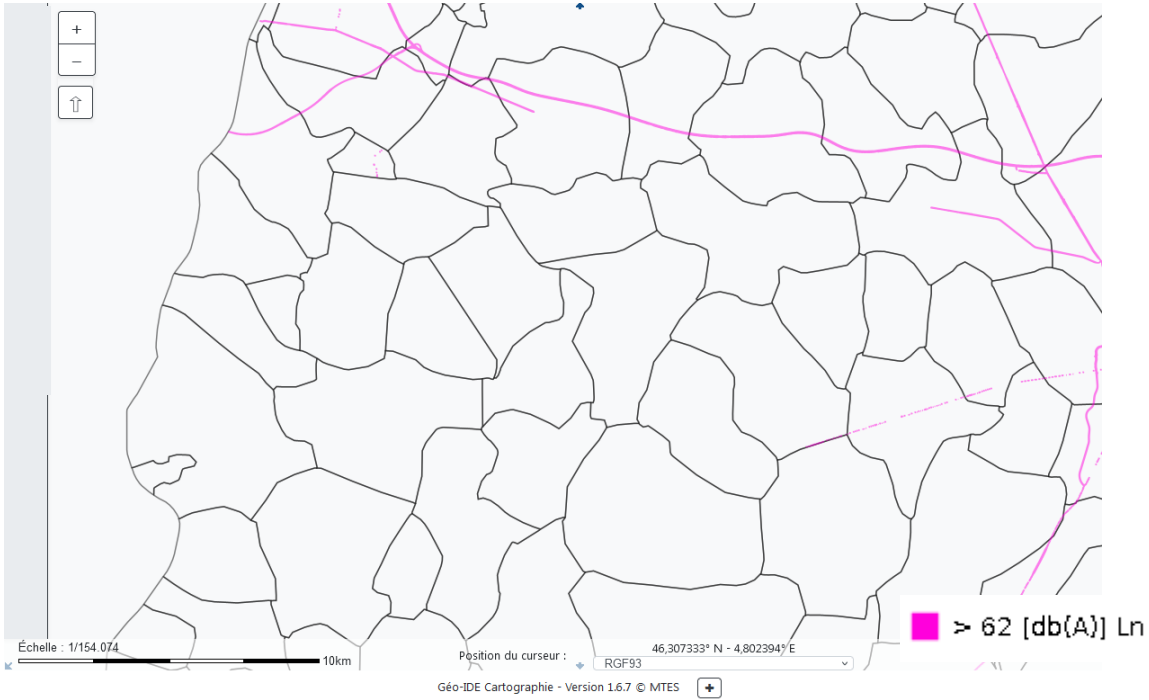 +
−
⇧
> 62 [db(A)] Ln
Échelle : 1/154.074
10km
Position du curseur :
46,307333° N - 4,802394° E
RGF93
Géo-IDE Cartographie - Version 1.6.7 © MTES
+